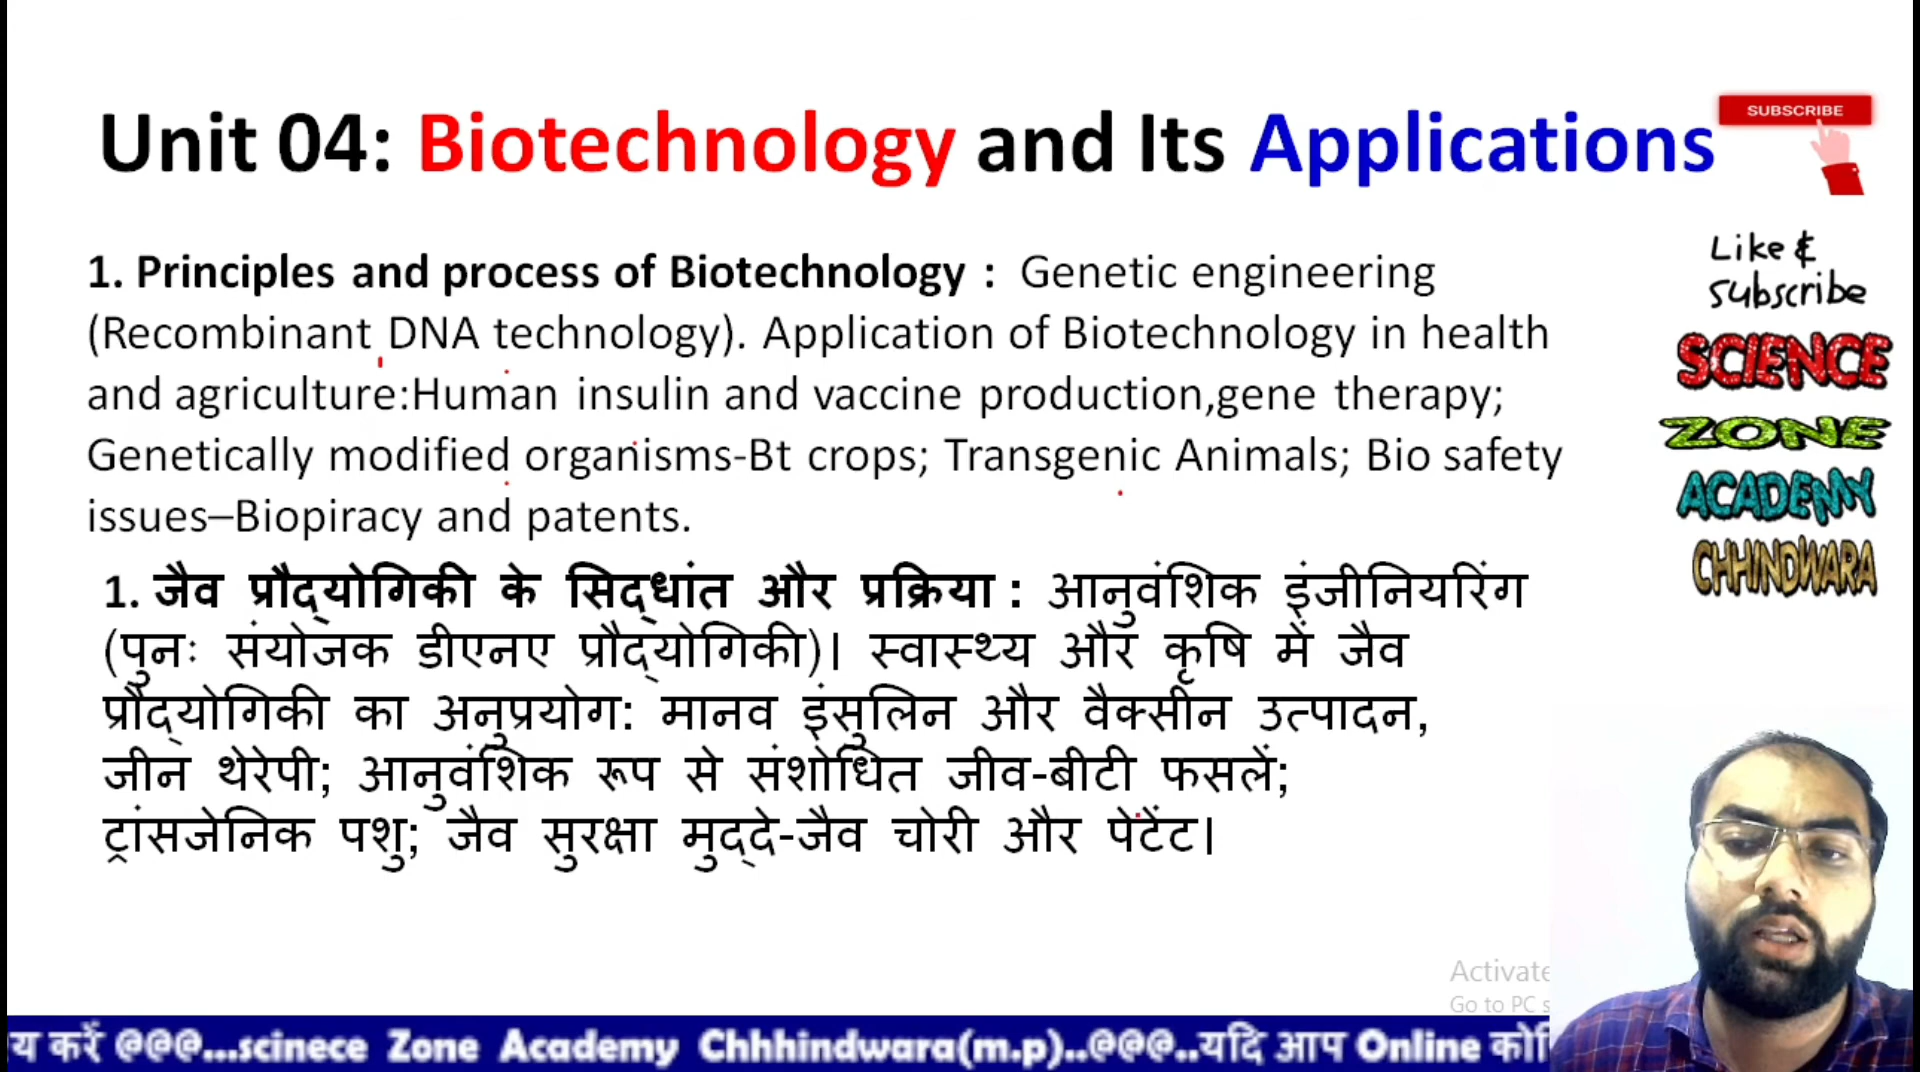 Unit 04: Biotechnology and Its Applications
SUBSCRIBE
Like &
Subscribe
SCIENCE
ZONE
ACADEMY
CHHINDWARA
1. Principles and process of Biotechnology : Genetic engineering
(Recombinant DNA technology). Application of Biotechnology in health
and agriculture:Human insulin and vaccine production,gene therapy;
Genetically modified organisms-Bt crops; Transgenic Animals; Bio safety
issues–Biopiracy and patents.
1. जैव प्रौद्योगिकी के सिद्धांत और प्रक्रिया : आनुवंशिक इंजीनियरिंग
(पुनः संयोजक डीएनए प्रौद्योगिकी)। स्वास्थ्य और कृषि में जैव
प्रौद्योगिकी का अनुप्रयोग: मानव इंसुलिन और वैक्सीन उत्पादन,
जीन थेरेपी; आनुवंशिक रूप से संशोधित जीव-बीटी फसलें;
ट्रांसजेनिक पशु; जैव सुरक्षा मुद्दे-जैव चोरी और पेटेंट।
Activate
Go to PC s
य करें @@@...scinece Zone Academy Chhhindwara(m.p)..@@@..यदि आप Online